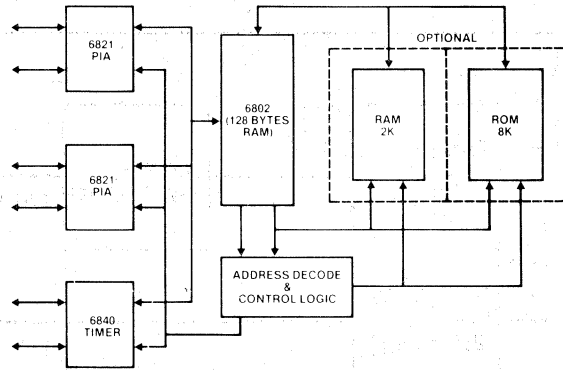 6821
PIA
6821
PIA
6840
TIMER
6802
(128 BYTES
RAM)
OPTIONAL
RAM
2K
ROM
8K
ADDRESS DECODE
&
CONTROL LOGIC